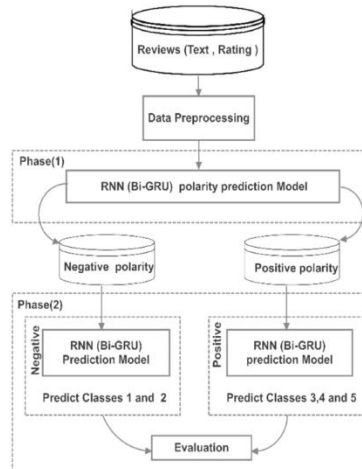 Reviews (Text , Rating )
Data Preprocessing
Phase(1)
RNN (Bi-GRU) polarity prediction Model
Negative polarity
Positive polarity
Phase(2)
Negative
RNN (Bi-GRU)
Prediction Model
Predict Classes 1 and 2
Positive
RNN (Bi-GRU)
prediction Model
Predict Classes 3,4 and 5
Evaluation